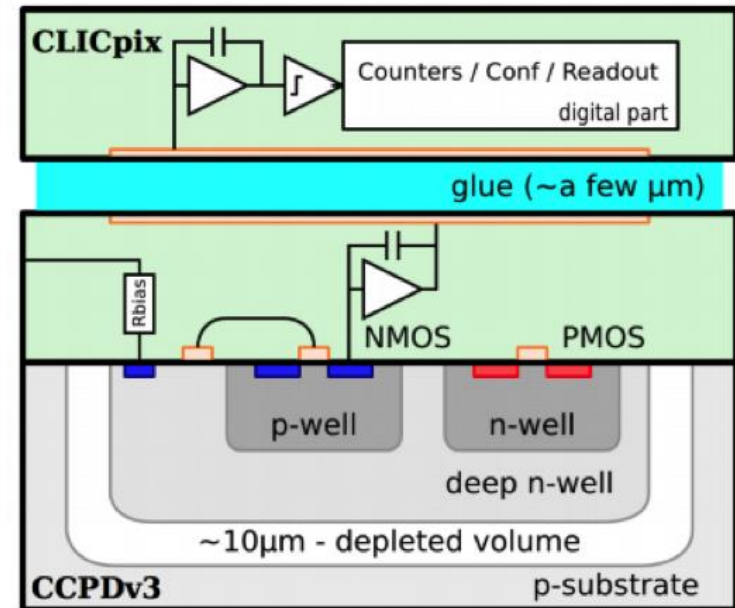 CLICpix
Counters / Conf / Readout
digital part
glue (~a few μm)
Rbias
NMOS
PMOS
p-well
n-well
deep n-well
~10μm - depleted volume
CCPDv3
p-substrate